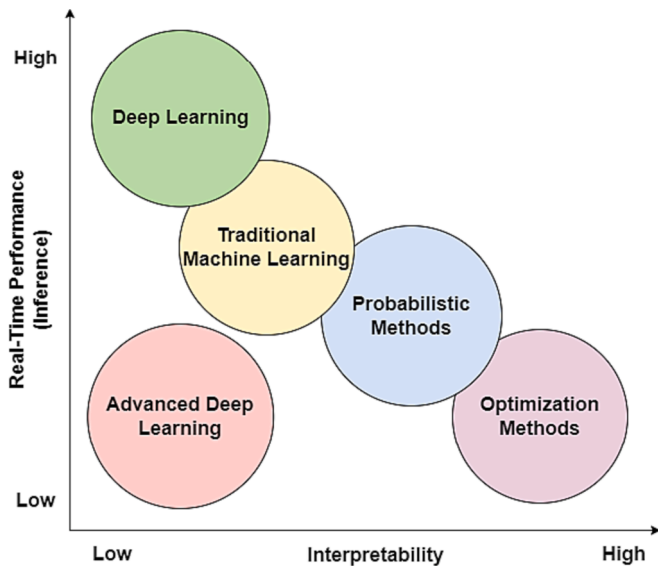 High
Deep Learning
Traditional
Machine Learning
Real-Time Performance
(Inference)
Probabilistic
Methods
Advanced Deep
Learning
Optimization
Methods
Low
Low
Interpretability
High